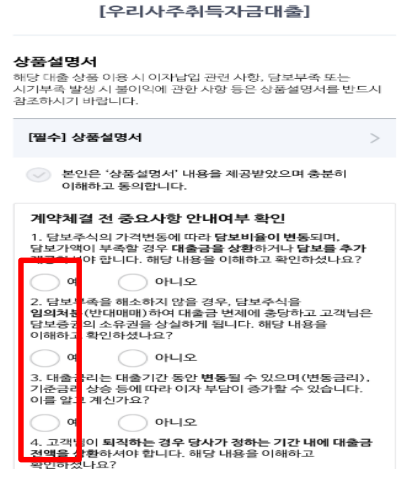 [우리사주취득자금대출]
상품설명서
해당 대출 상품 이용 시 이자납입 관련 사항, 담보부족 또는
시기부족 발생 시 불이익에 관한 사항 등은 상품설명서를 반드시
참조하시기 바랍니다.
[필수] 상품설명서 >
본인은 '상품설명서' 내용을 제공받았으며 충분히
이해하고 동의합니다.
계약체결 전 중요사항 안내여부 확인
1. 담보주식의 가격변동에 따라 담보비율이 변동되며,
담보가액이 부족할 경우 대출금을 상환하거나 담보를 추가
합니다. 해당 내용을 이해하고 확인하셨나요?
예 아니오
2. 담보부족을 해소하지 않을 경우, 담보주식을
임의처분(반대매매)하여 대출금 변제에 충당하고 고객님은
담보증권의 소유권을 상실하게 됩니다. 해당 내용을
이해하고 확인하셨나요?
예 아니오
3. 대출금리는 대출기간 동안 변동될 수 있으며(변동금리),
기준금리 상승 등에 따라 이자 부담이 증가할 수 있습니다.
이를 알고 계신가요?
예 아니오
4. 고객님이 퇴직하는 경우 당사가 정하는 기간 내에 대출금
전액을 상환하셔야 합니다. 해당 내용을 이해하고
확인하셨나요?